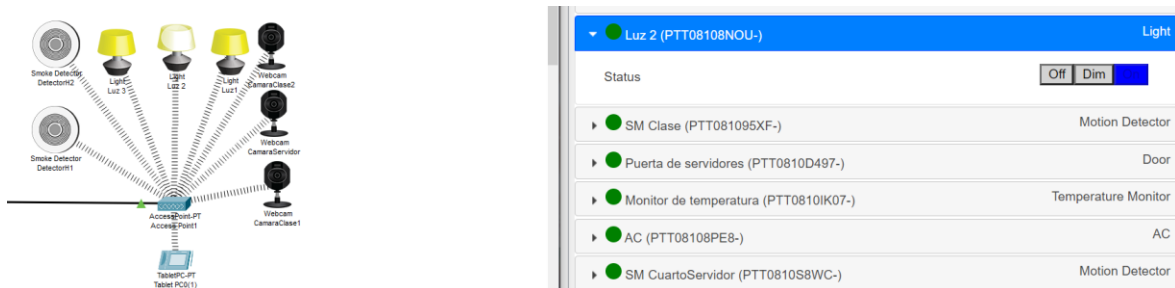 Smoke Detector
DetectorH2
Light
Luz 3
Light
Luz 2
Light
Luz1
Webcam
CamaraClase2
Smoke Detector
DetectorH1
Webcam
CamaraServidor
Webcam
CamaraClase1
AccessPoint-PT
Access Point1
TabletPC-PT
Tablet PC0(1)
Luz 2 (PTT08108NOU-) Light
Status Off Dim
SM Clase (PTT081095XF-) Motion Detector
Puerta de servidores (PTT0810D497-) Door
Monitor de temperatura (PTT0810IK07-) Temperature Monitor
AC (PTT08108PE8-) AC
SM CuartoServidor (PTT0810S8WC-) Motion Detector